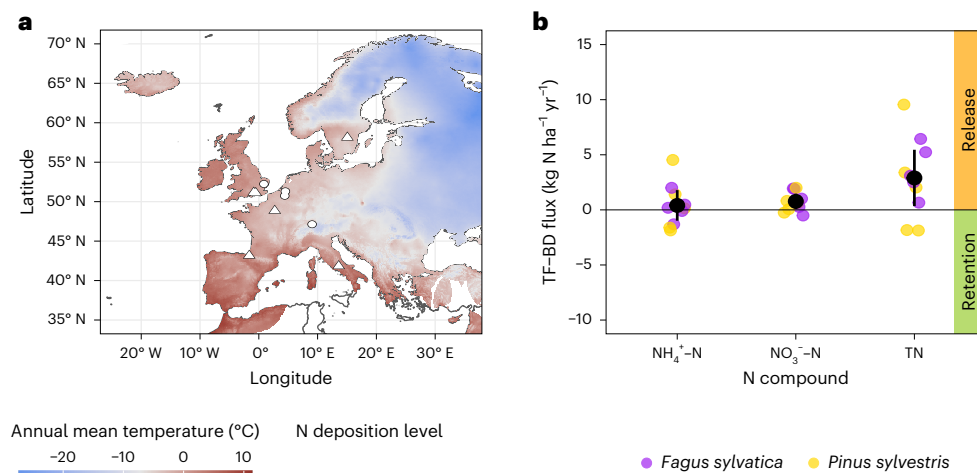 a
Latitude
70° N
65° N
60° N
55° N
50° N
45° N
40° N
35° N
20° W
10° W
0°
10° E
20° E
30° E
Longitude
Annual mean temperature (°C)
−20
−10
0
10
N deposition level
b
TF–BD flux (kg N ha⁻¹ yr⁻¹)
15
10
5
0
−5
−10
Release
Retention
NH₄⁺–N
NO₃⁻–N
TN
N compound
Fagus sylvatica
Pinus sylvestris